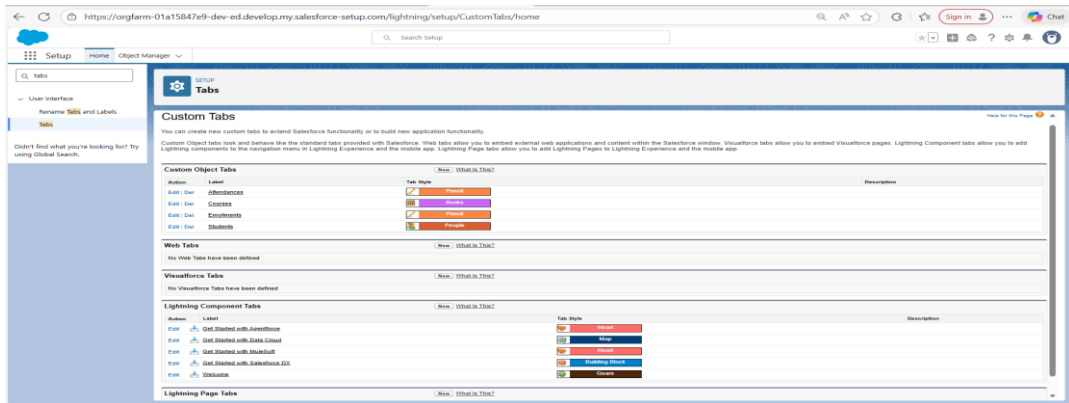 https://orgfarm-01a15847e9-dev-ed.develop.my.salesforce-setup.com/lightning/setup/CustomTabs/home
Sign in
Chat
Search Setup
Setup
Home
Object Manager
tabs
User Interface
Rename Tabs and Labels
Tabs
Didn't find what you're looking for? Try
using Global Search.
SETUP
Tabs
Custom Tabs
Help for this Page
You can create new custom tabs to extend Salesforce functionality or to build new application functionality.
Custom Object tabs look and behave like the standard tabs provided with Salesforce. Web tabs allow you to embed external web applications and content within the Salesforce window. Visualforce tabs allow you to embed Visualforce pages. Lightning Component tabs allow you to add
Lightning components to the navigation menu in Lightning Experience and the mobile app. Lightning Page tabs allow you to add Lightning Pages to Lightning Experience and the mobile app.
Custom Object Tabs New What Is This?
Action Label Tab Style Description
Edit | Del Attendances Pencil
Edit | Del Courses Books
Edit | Del Enrollments Pencil
Edit | Del Students People
Web Tabs New What Is This?
No Web Tabs have been defined
Visualforce Tabs New What Is This?
No Visualforce Tabs have been defined
Lightning Component Tabs New What Is This?
Action Label Tab Style Description
Edit Get Started with Agentforce Heart
Edit Get Started with Data Cloud Map
Edit Get Started with MuleSoft Heart
Edit Get Started with Salesforce DX Building Block
Edit Welcome Gears
Lightning Page Tabs New What Is This?